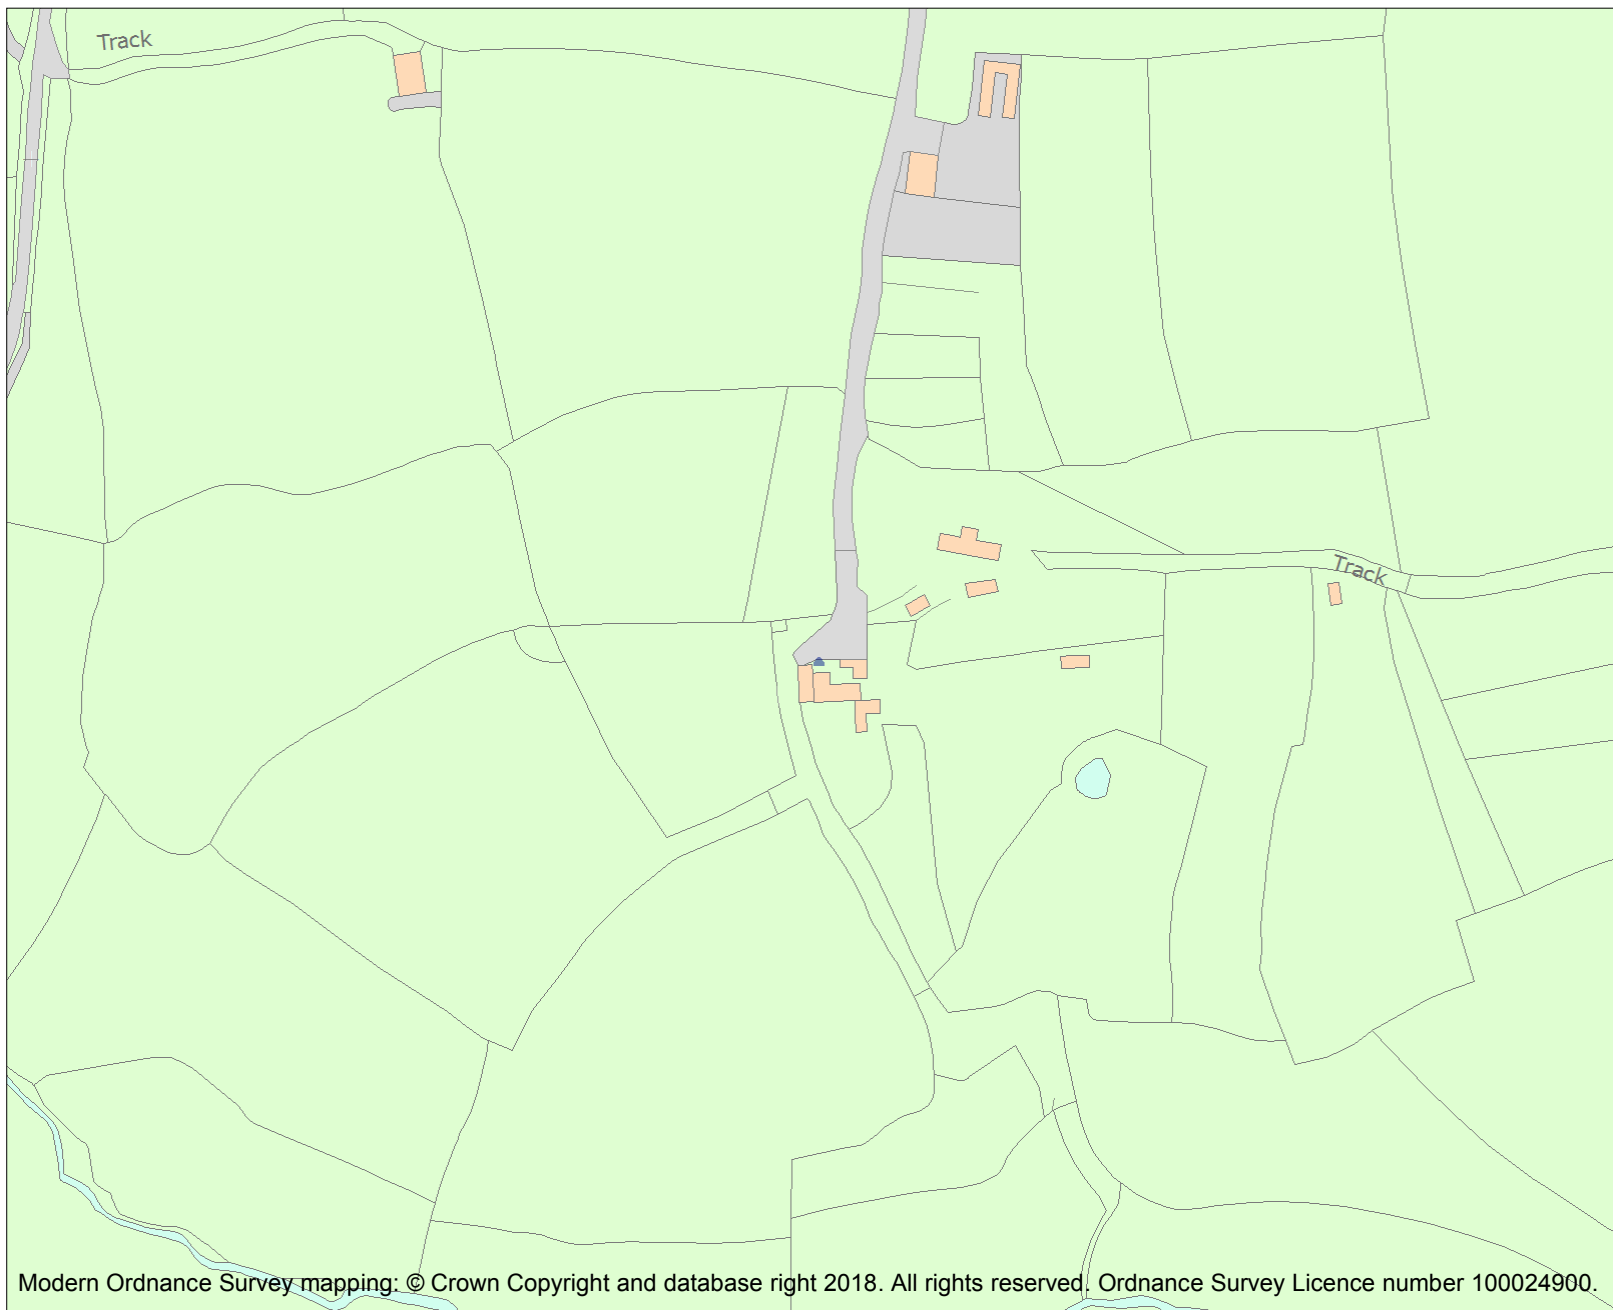 Track
Track
Modern Ordnance Survey mapping: © Crown Copyright and database right 2018. All rights reserved. Ordnance Survey Licence number 100024900.